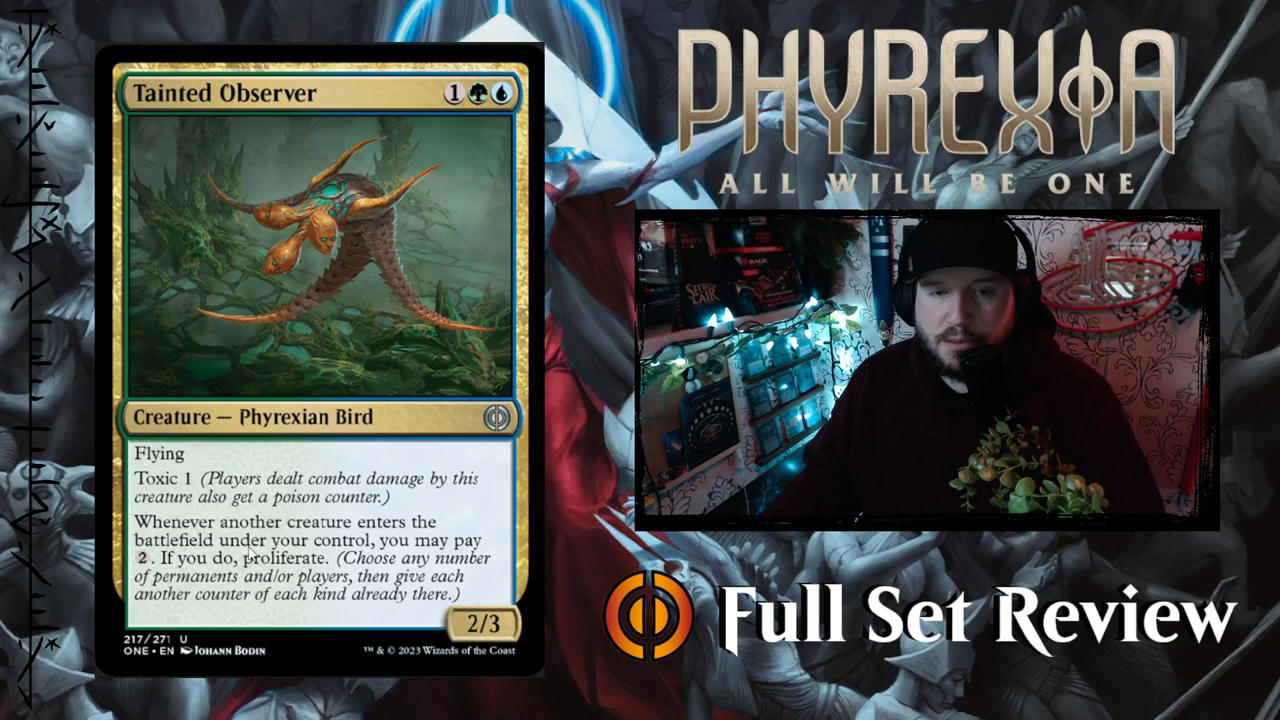 Tainted Observer
1
Creature — Phyrexian Bird
Flying
Toxic 1 (Players dealt combat damage by this
creature also get a poison counter.)
Whenever another creature enters the
battlefield under your control, you may pay
2. If you do, proliferate. (Choose any number
of permanents and/or players, then give each
another counter of each kind already there.)
2/3
217/271 U
ONE • EN JOHANN BODIN
™ & © 2023 Wizards of the Coast
PHYREXIA
ALL WILL BE ONE
SECRET
LAIR
Full Set Review